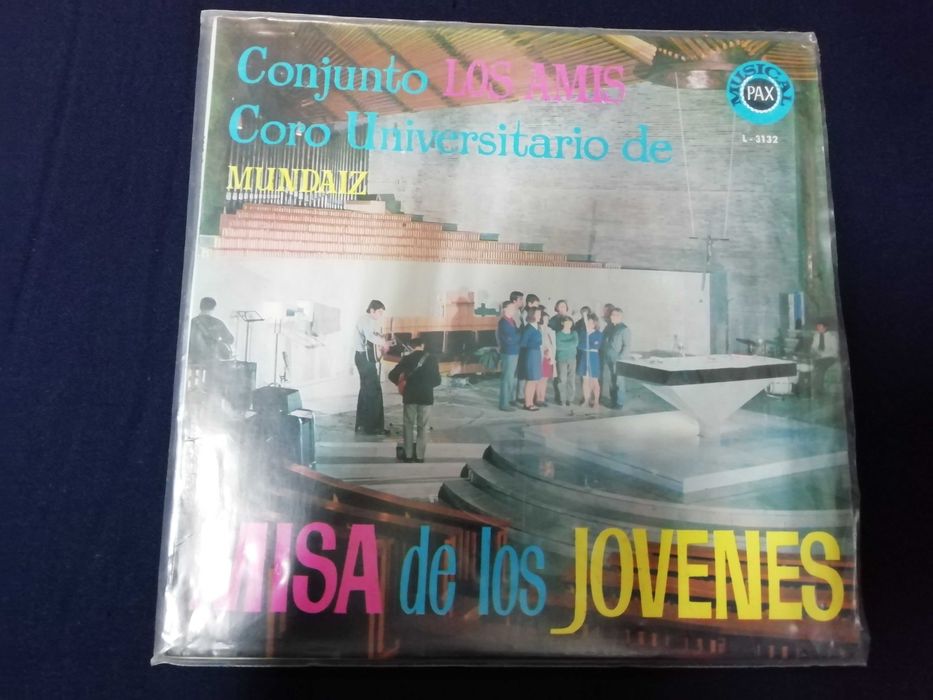 Conjunto LOS AMIS
Coro Universitario de
MUNDAIZ
MUSICAL
PAX
L-3132
MISA de los JOVENES